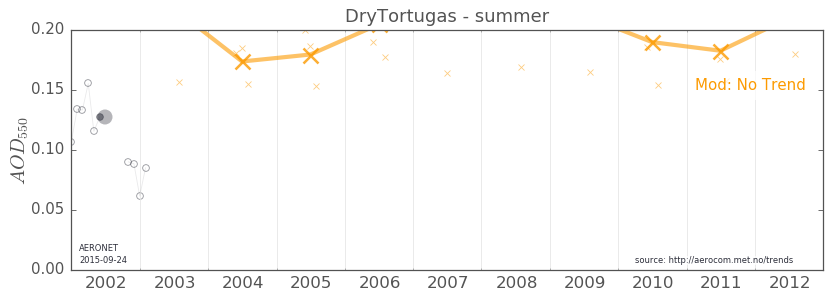 DryTortugas - summer
0.20
0.15
0.10
0.05
0.00
AOD550
Mod: No Trend
AERONET
2015-09-24
source: http://aerocom.met.no/trends
2002 2003 2004 2005 2006 2007 2008 2009 2010 2011 2012